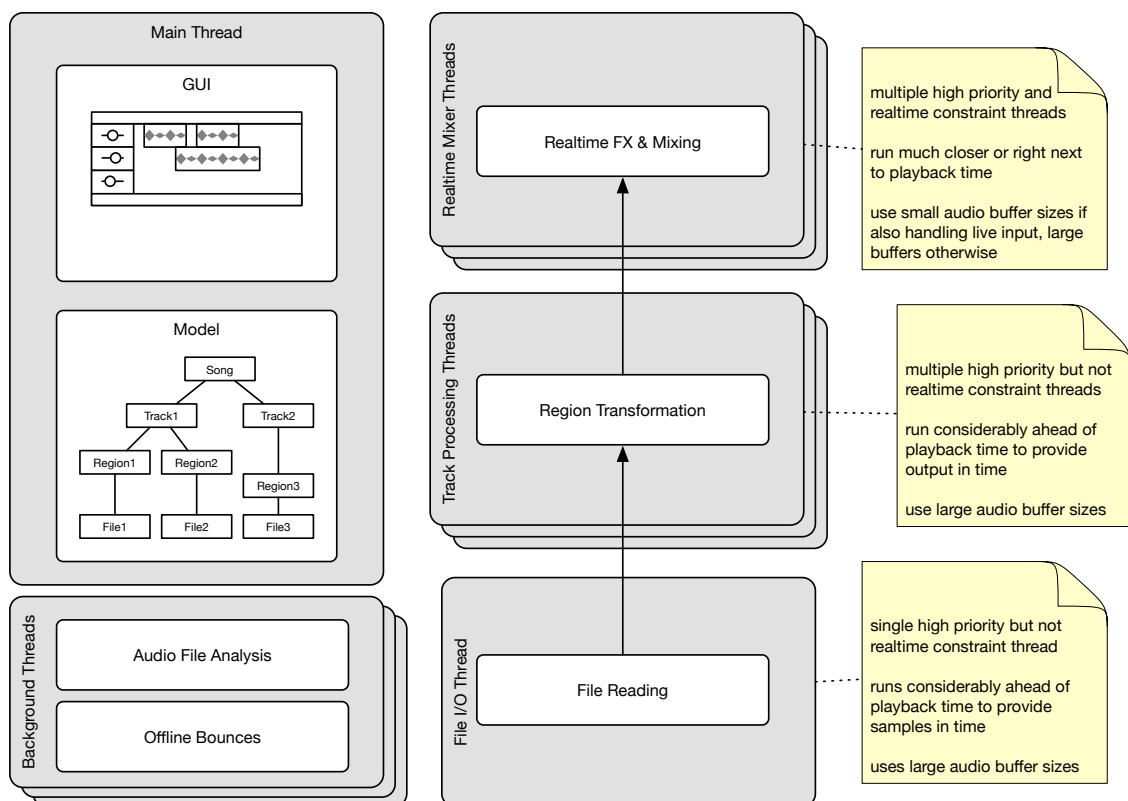 Main Thread
GUI
Model
Song
Track1
Track2
Region1
Region2
Region3
File1
File2
File3
Background Threads
Audio File Analysis
Offline Bounces
Realtime Mixer Threads
Realtime FX & Mixing
multiple high priority and
realtime constraint threads
run much closer or right next
to playback time
use small audio buffer sizes if
also handling live input, large
buffers otherwise
Track Processing Threads
Region Transformation
multiple high priority but not
realtime constraint threads
run considerably ahead of
playback time to provide
output in time
use large audio buffer sizes
File I/O Thread
File Reading
single high priority but not
realtime constraint thread
runs considerably ahead of
playback time to provide
samples in time
uses large audio buffer sizes